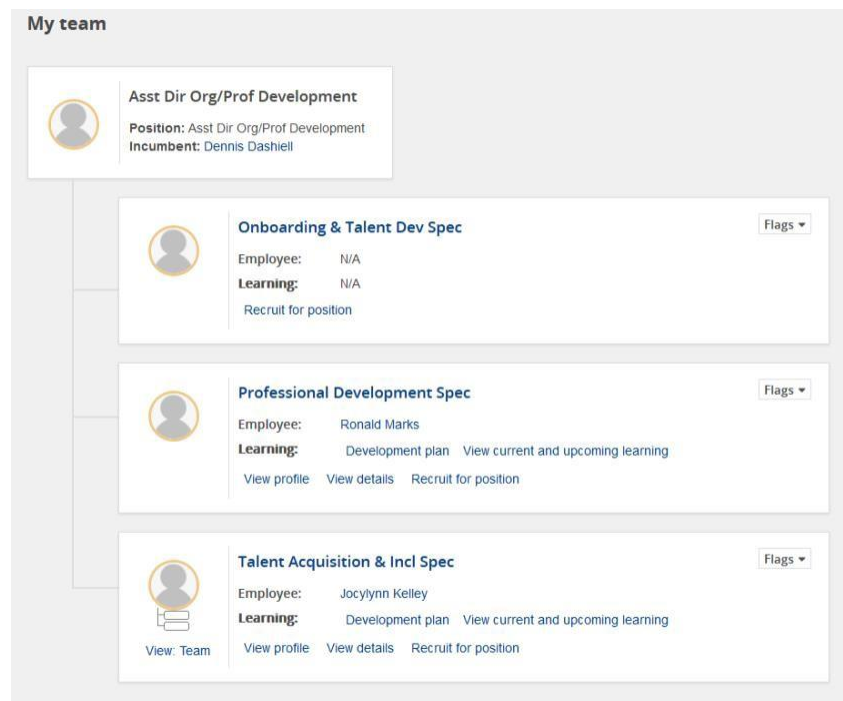 My team
Asst Dir Org/Prof Development
Position: Asst Dir Org/Prof Development
Incumbent: Dennis Dashiell
Onboarding & Talent Dev Spec
Flags
Employee: N/A
Learning: N/A
Recruit for position
Professional Development Spec
Flags
Employee: Ronald Marks
Learning: Development plan View current and upcoming learning
View profile View details Recruit for position
Talent Acquisition & Incl Spec
Flags
Employee: Jocylynn Kelley
Learning: Development plan View current and upcoming learning
View: Team View profile View details Recruit for position